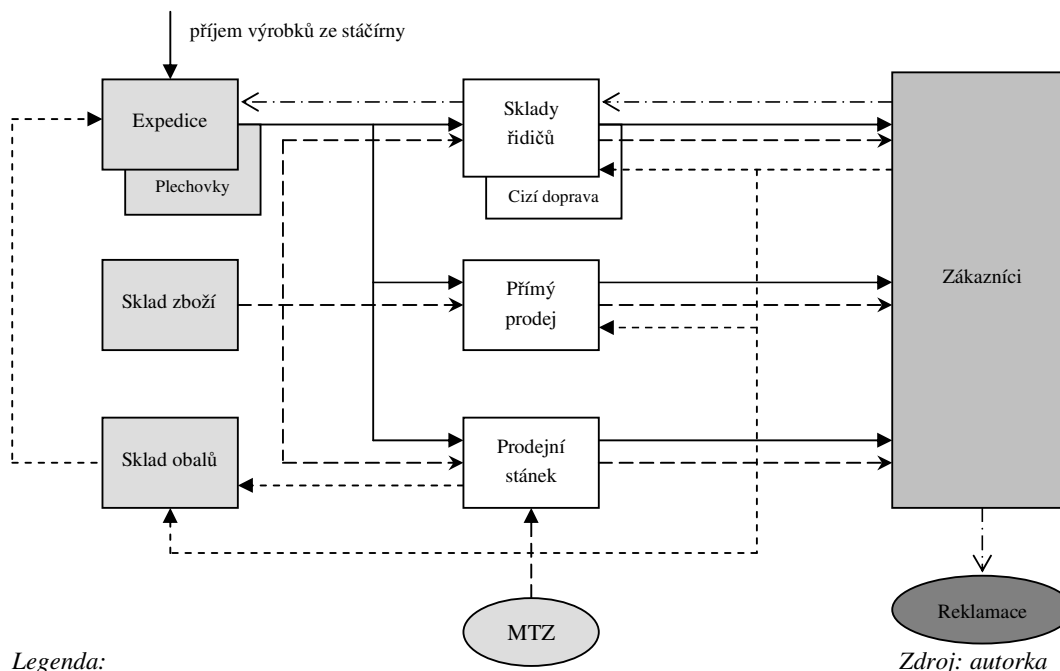 příjem výrobků ze stáčírny
Expedice
Plechovky
Sklady
řidičů
Cizí doprava
Zákazníci
Sklad zboží
Přímý
prodej
Sklad obalů
Prodejní
stánek
MTZ
Reklamace
Legenda:
Zdroj: autorka